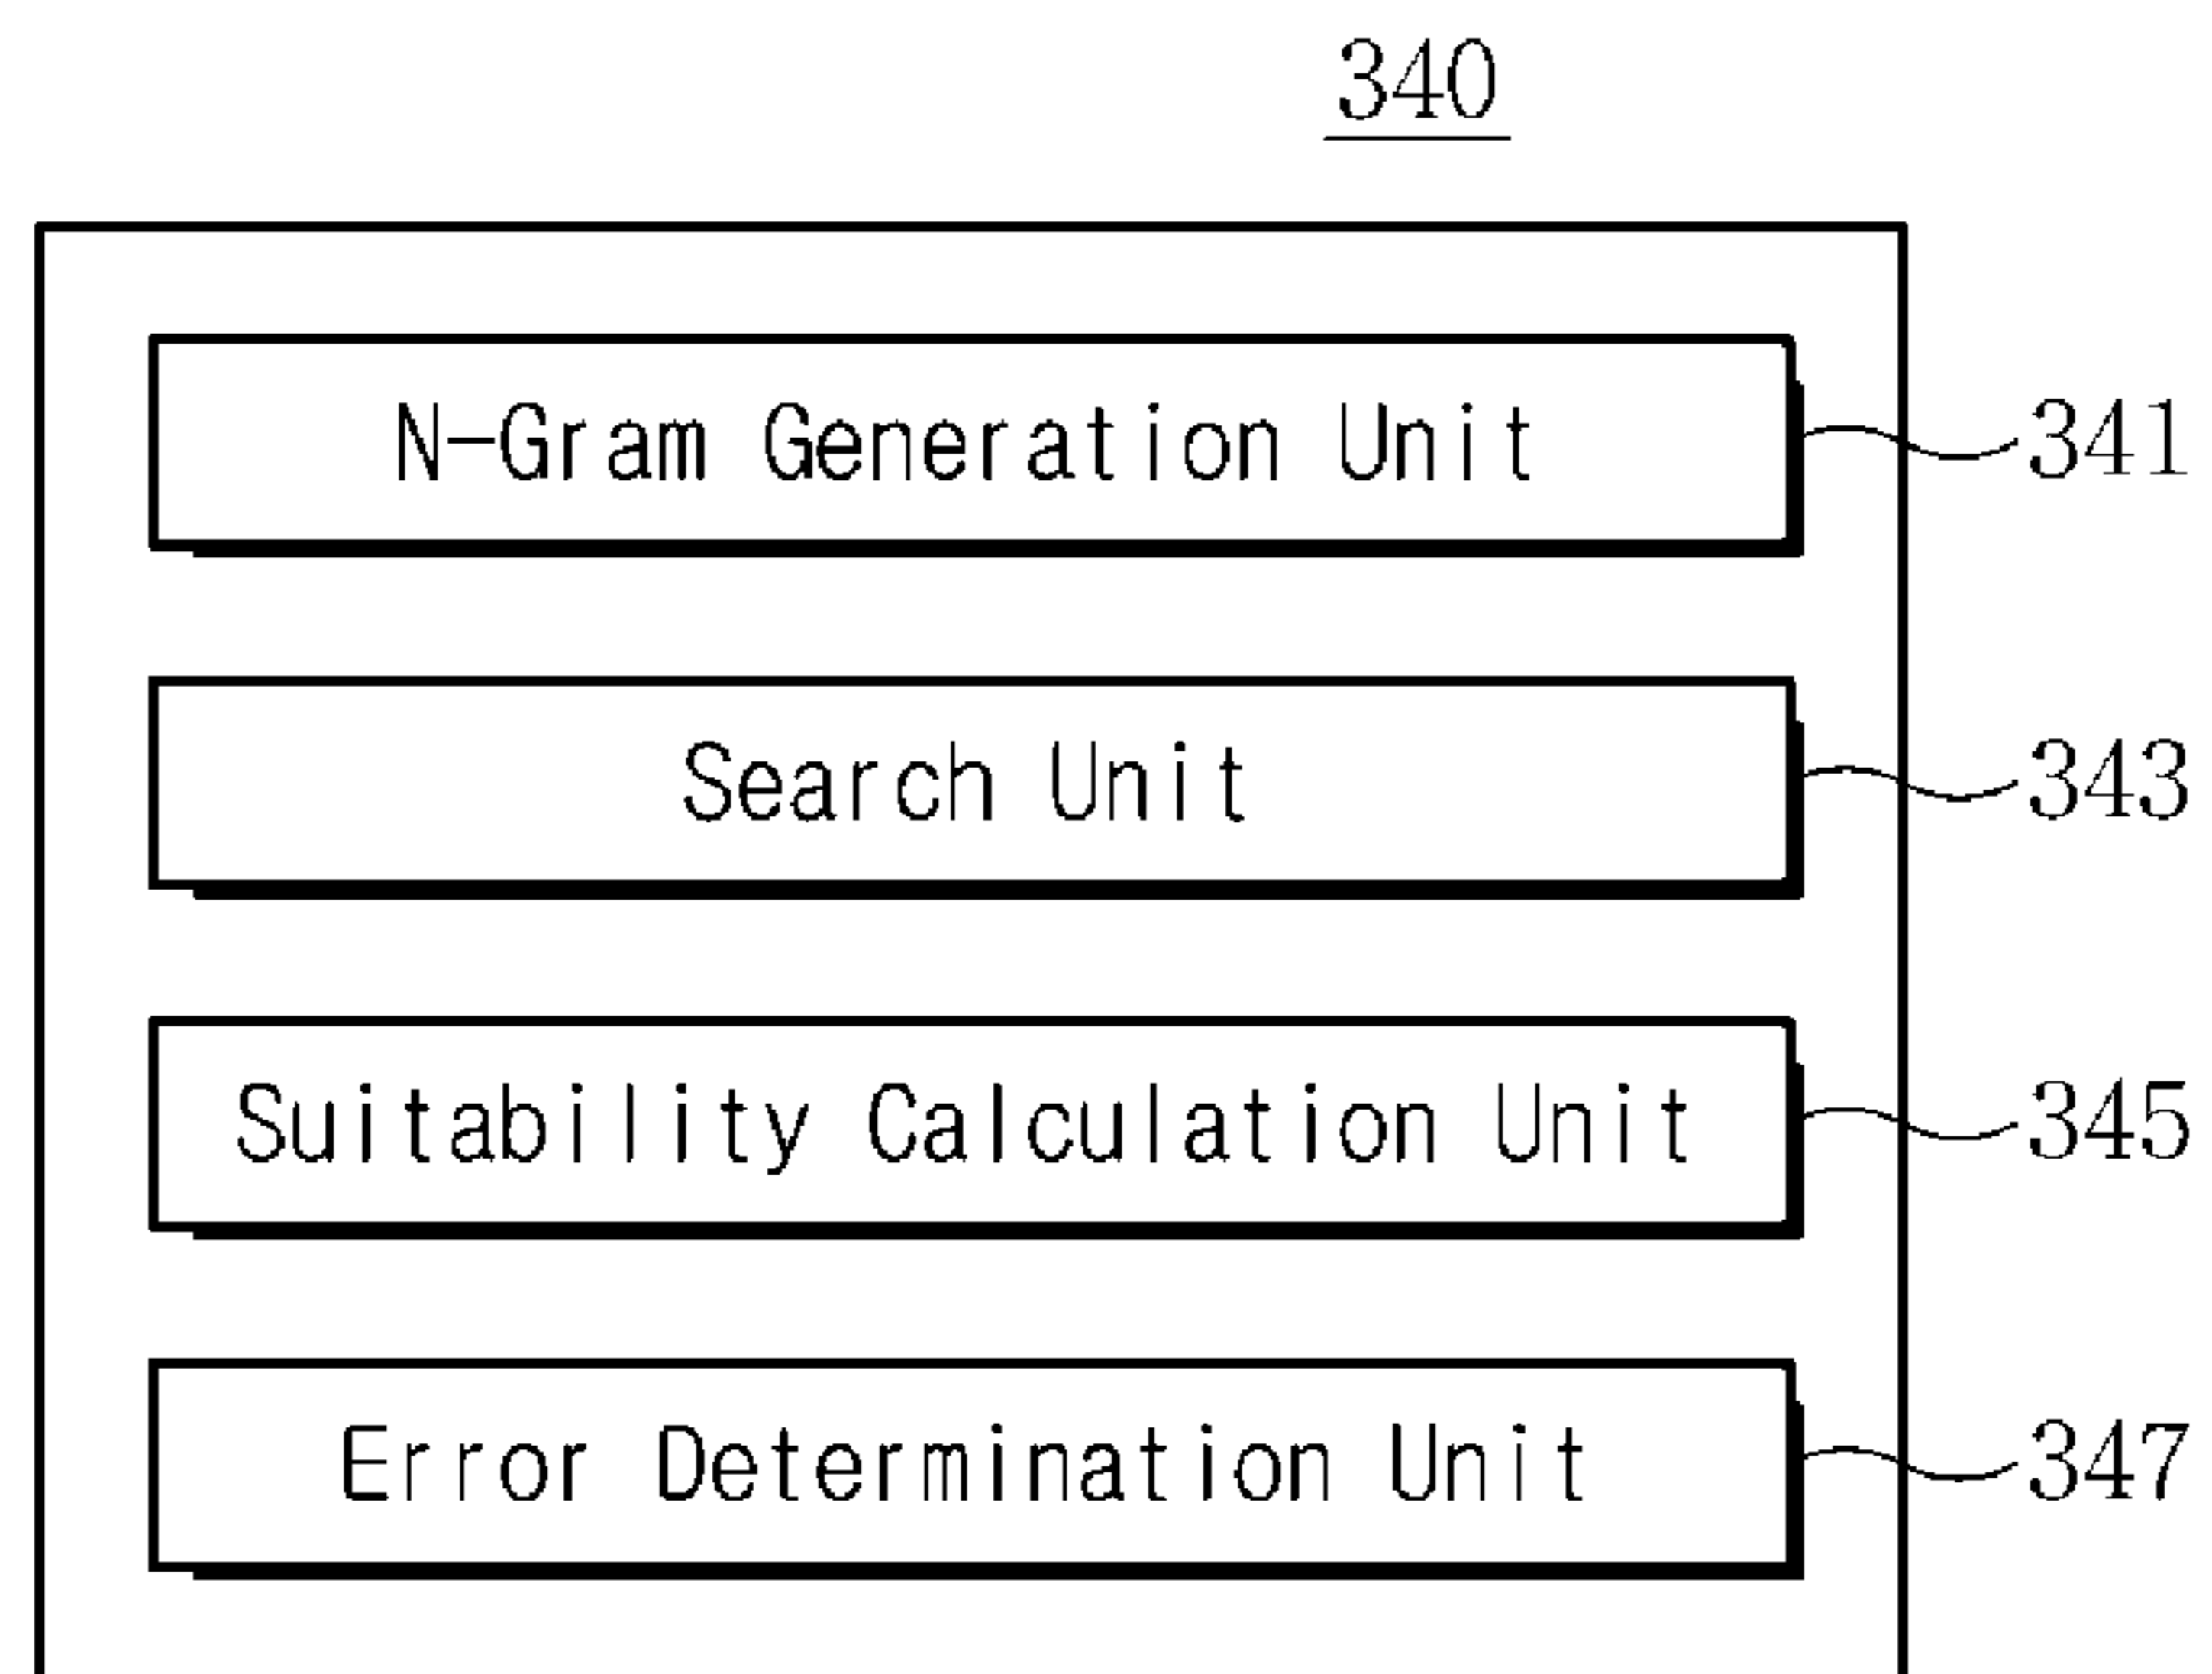 340
N-Gram Generation Unit 341
Search Unit 343
Suitability Calculation Unit 345
Error Determination Unit 347